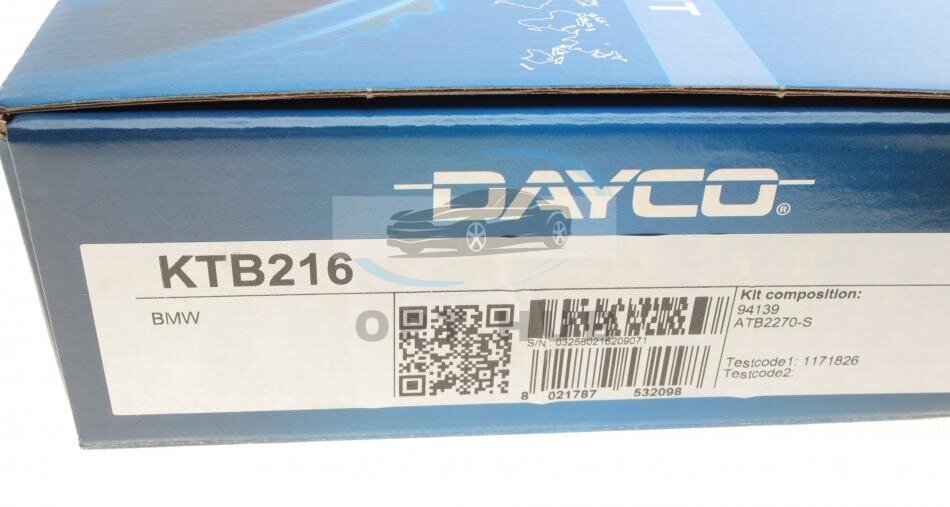 T
DAYCO®
KTB216
BMW
Kit composition:
94139
ATB2270-S
S/N: 032580218209071
Testcode1: 1171826
Testcode2:
8 021787 532098